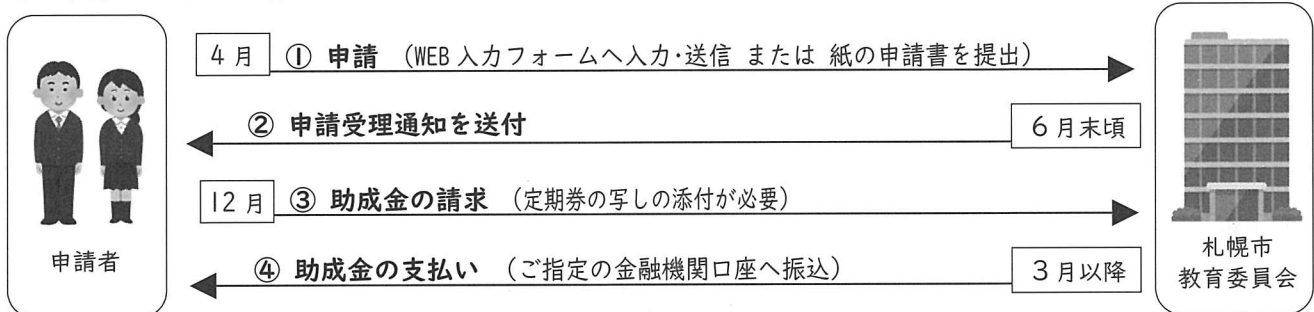 4月 ① 申請 (WEB入力フォームへ入力・送信 または 紙の申請書を提出)
② 申請受理通知を送付 6月末頃
12月 ③ 助成金の請求 (定期券の写しの添付が必要)
④ 助成金の支払い (ご指定の金融機関口座へ振込) 3月以降
申請者
札幌市
教育委員会